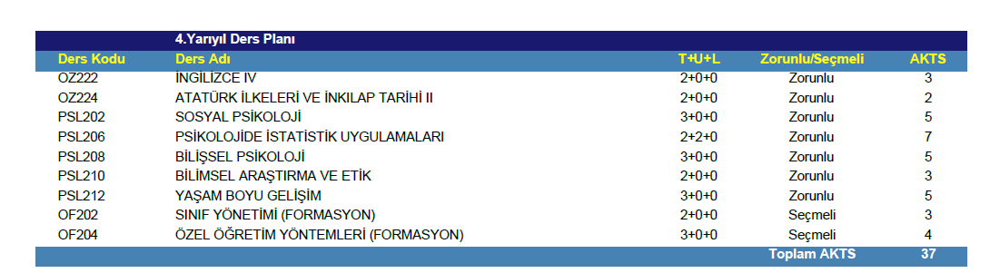 4.Yarıyıl Ders Planı
Ders Kodu Ders Adı T+U+L Zorunlu/Seçmeli AKTS
OZ222 İNGİLİZCE IV 2+0+0 Zorunlu 3
OZ224 ATATÜRK İLKELERİ VE İNKILAP TARİHİ II 2+0+0 Zorunlu 2
PSL202 SOSYAL PSİKOLOJİ 3+0+0 Zorunlu 5
PSL206 PSİKOLOJİDE İSTATİSTİK UYGULAMALARI 2+2+0 Zorunlu 7
PSL208 BİLİŞSEL PSİKOLOJİ 3+0+0 Zorunlu 5
PSL210 BİLİMSEL ARAŞTIRMA VE ETİK 2+0+0 Zorunlu 3
PSL212 YAŞAM BOYU GELİŞİM 3+0+0 Zorunlu 5
OF202 SINIF YÖNETİMİ (FORMASYON) 2+0+0 Seçmeli 3
OF204 ÖZEL ÖĞRETİM YÖNTEMLERİ (FORMASYON) 3+0+0 Seçmeli 4
Toplam AKTS 37